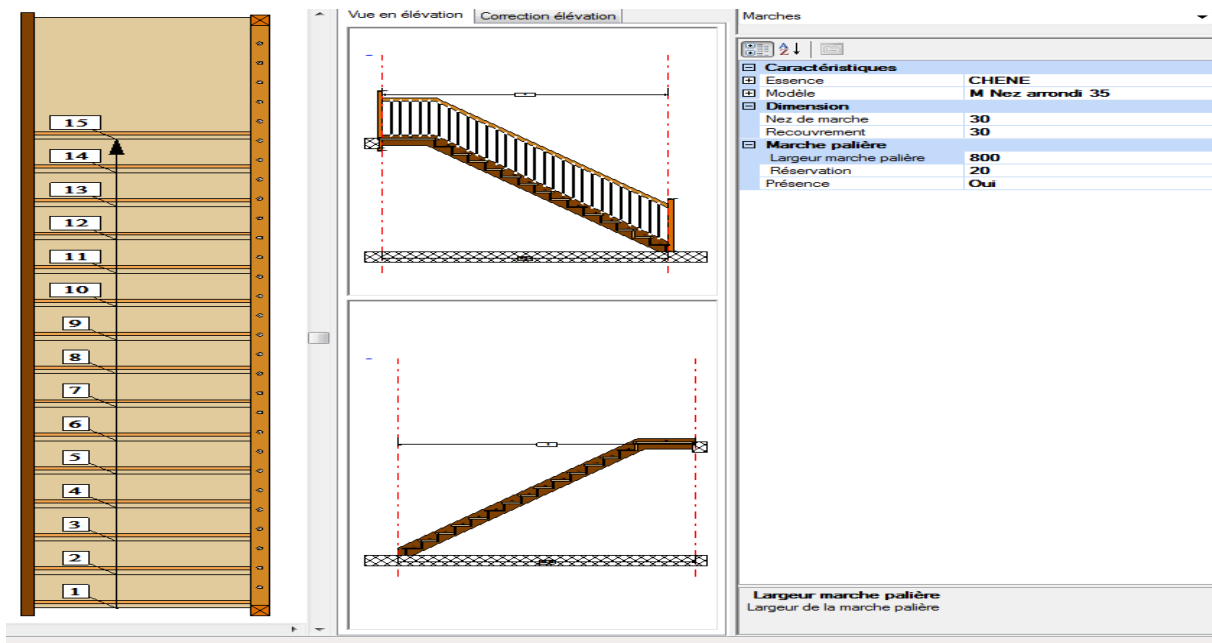 15
14
13
12
11
10
9
8
7
6
5
4
3
2
1
Vue en élévation
Correction élévation
Marches
Caractéristiques
Essence CHENE
Modèle M Nez arrondi 35
Dimension
Nez de marche 30
Recouvrement 30
Marche palière
Largeur marche palière 800
Réservation 20
Présence Oui
Largeur marche palière
Largeur de la marche palière